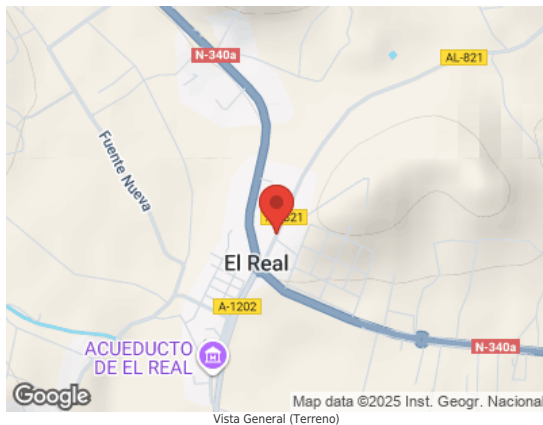 N-340a
AL-821
Fuente Nueva
821
El Real
A-1202
ACUEDUCTO
DE EL REAL
N-340a
Google
Map data ©2025 Inst. Geogr. Nacional
Vista General (Terreno)